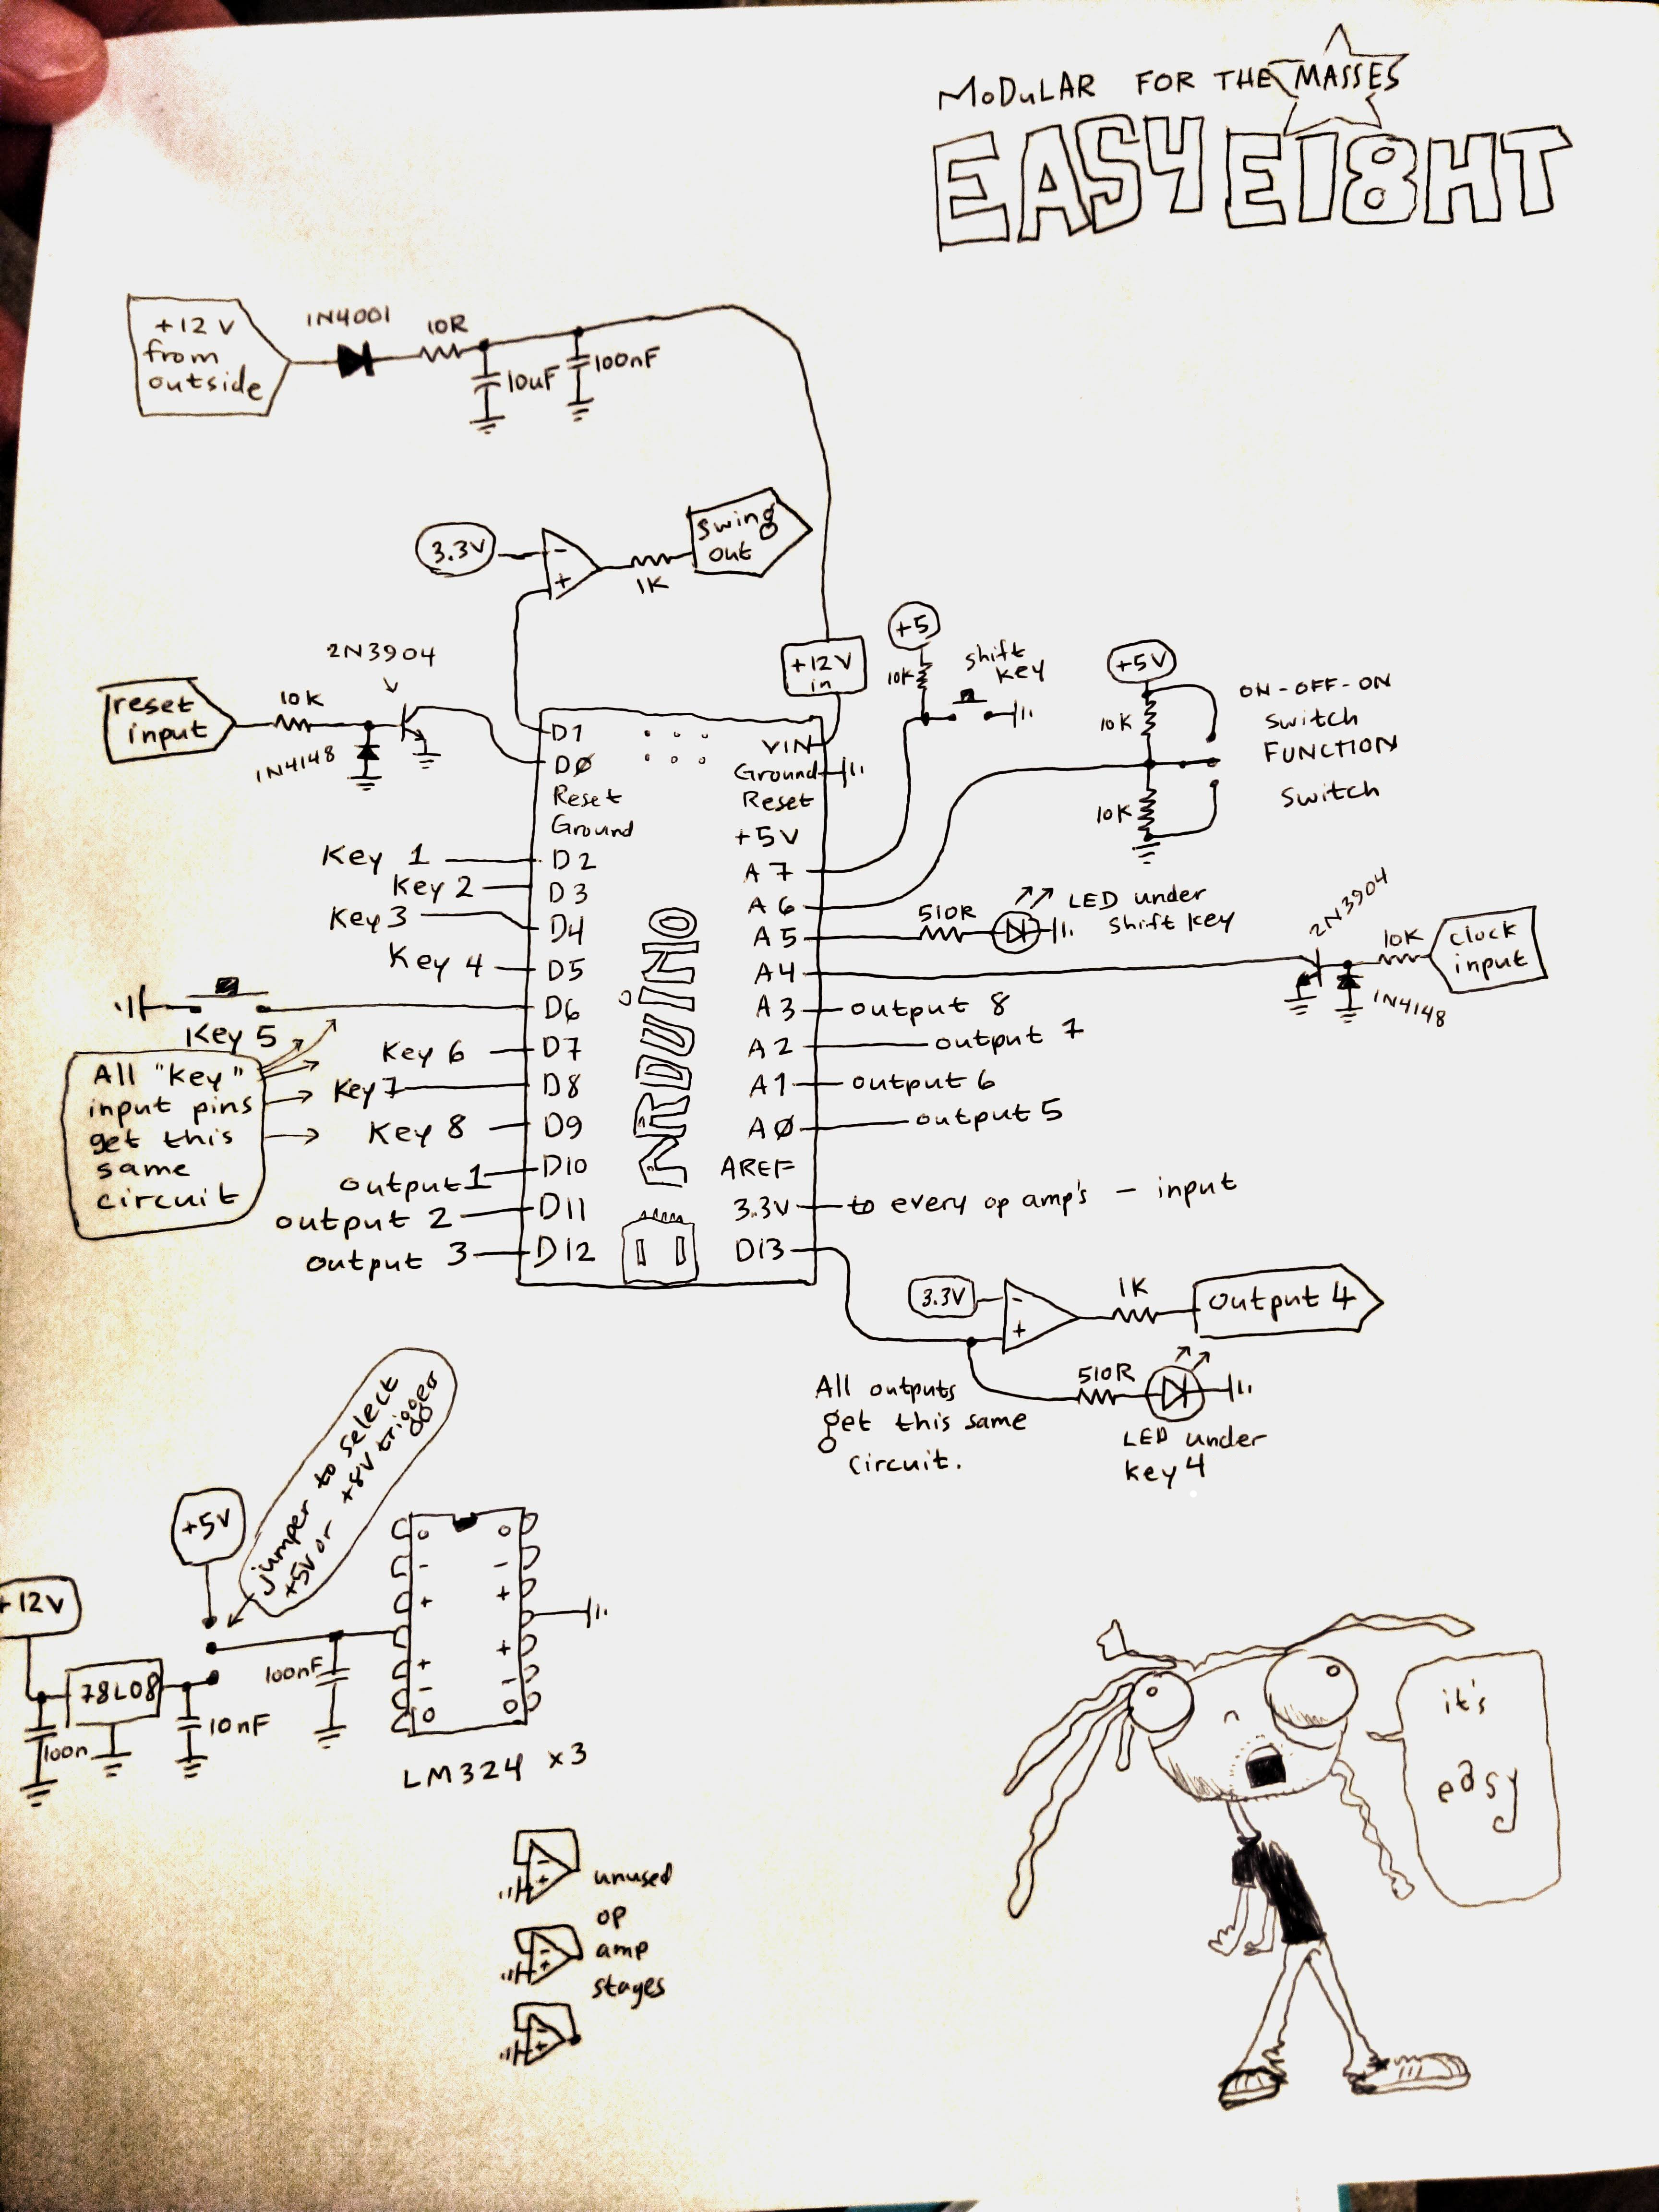 MODuLAR FOR THE MASSES
EASY E18HT
+12 V
from
outside
1N4001
10R
10uF
100nF
3.3V
-
+
1K
Swing
out
2N3904
reset
input
10K
1N4148
+12V
in
+5
10K
shift
key
+5V
10K
10K
ON-OFF-ON
Switch
FUNCTION
Switch
D1
DØ
Reset
Ground
D2
D3
D4
D5
D6
D7
D8
D9
D10
D11
D12
VIN
Ground
Reset
+5V
A7
A6
A5
A4
A3
A2
A1
AØ
AREF
3.3V
D13
ARDUiNO
Key 1
Key 2
Key 3
Key 4
Key 5
Key 6
Key 7
Key 8
output 1
output 2
output 3
All "Key"
input pins
get this
same
circuit
510R
LED under
shift key
2N3904
10K
clock
input
1N4148
output 8
output 7
output 6
output 5
to every op amp's - input
3.3V
-
+
1K
Output 4
510R
LED under
key 4
All outputs
get this same
circuit.
jumper to select
+5V or +8V triggers
+5V
+12V
78L08
100n
10nF
100nF
o o
- -
+ +
+ +
- -
o o
LM324 x3
-
+
-
+
-
+
unused
op
amp
stages
it's
easy